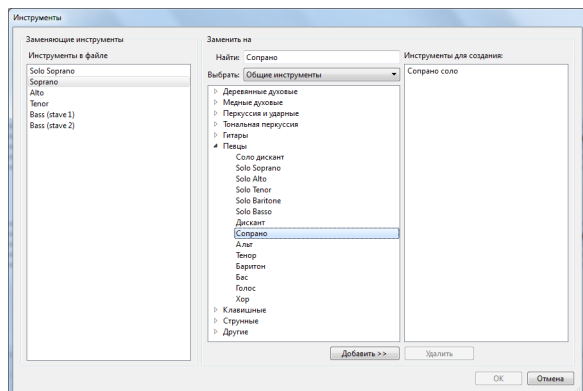 Инструменты
Заменяющие инструменты
Инструменты в файле
Solo Soprano
Soprano
Alto
Tenor
Bass (stave 1)
Bass (stave 2)
Заменить на
Найти: Сопрано
Выбрать: Общие инструменты
Деревянные духовые
Медные духовые
Перкуссия и ударные
Тональная перкуссия
Гитары
Певцы
Соло дискант
Solo Soprano
Solo Alto
Solo Tenor
Solo Baritone
Solo Basso
Дискант
Сопрано
Альт
Тенор
Баритон
Бас
Голос
Хор
Клавишные
Струнные
Другие
Инструменты для создания:
Сопрано соло
Добавить >>
Удалить
OK
Отмена